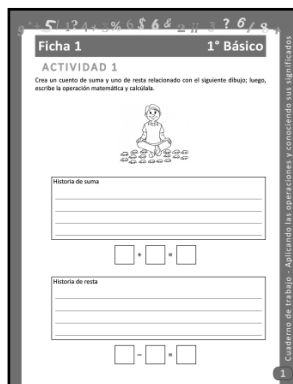 Ficha 1 1° Básico
ACTIVIDAD 1
Crea un cuento de suma y uno de resta relacionado con el siguiente dibujo; luego,
escribe la operación matemática y calcúlala.
Historia de suma
+ =
Historia de resta
- =
Cuaderno de trabajo - Aplicando las operaciones y conociendo sus significados
1